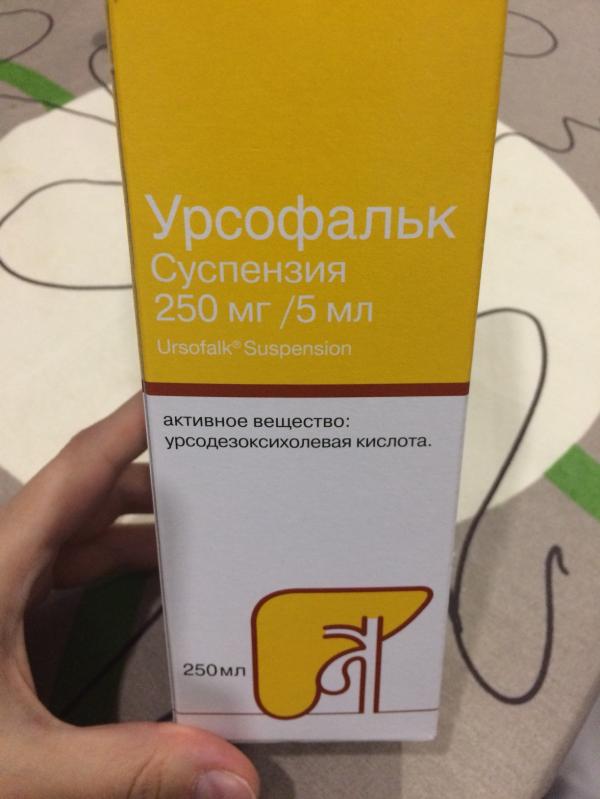 Урсофальк
Суспензия
250 мг /5 мл
Ursofalk® Suspension
активное вещество:
урсодезоксихолевая кислота.
250мл